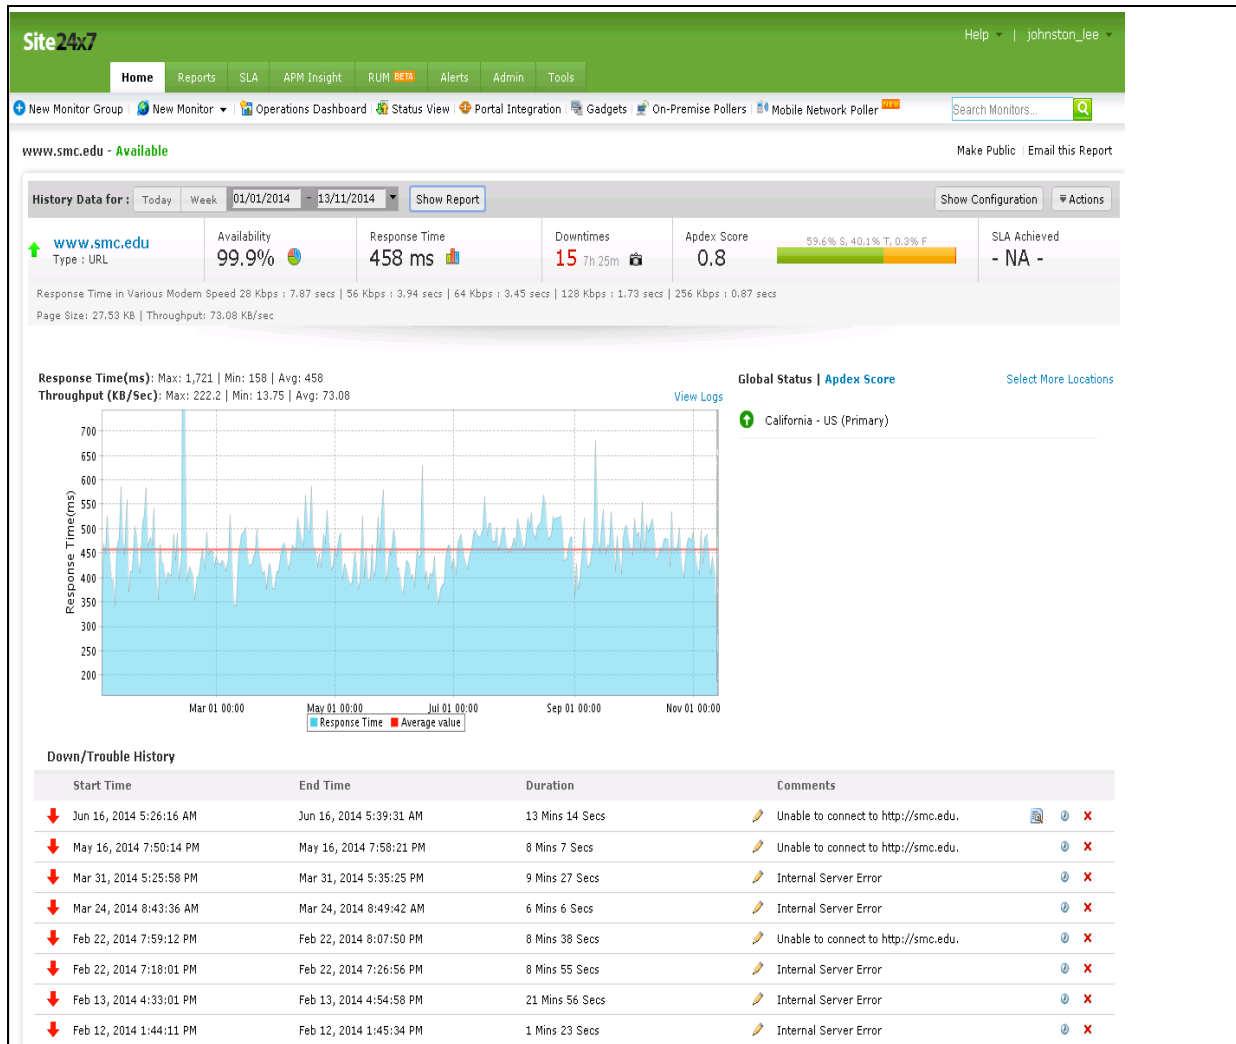 Site24x7
Help | johnston_lee
Home Reports SLA APM Insight RUM BETA Alerts Admin Tools
New Monitor Group | New Monitor | Operations Dashboard | Status View | Portal Integration | Gadgets | On-Premise Pollers | Mobile Network Poller NEW Search Monitors...
www.smc.edu - Available Make Public | Email this Report
History Data for : Today Week 01/01/2014 - 13/11/2014 Show Report Show Configuration Actions
www.smc.edu
Type : URL
Availability
99.9%
Response Time
458 ms
Downtimes
15 7h 25m
Apdex Score
0.8
59.6% S, 40.1% T, 0.3% F
SLA Achieved
- NA -
Response Time in Various Modem Speed 28 Kbps : 7.87 secs | 56 Kbps : 3.94 secs | 64 Kbps : 3.45 secs | 128 Kbps : 1.73 secs | 256 Kbps : 0.87 secs
Page Size: 27.53 KB | Throughput: 73.08 KB/sec
Response Time(ms): Max: 1,721 | Min: 158 | Avg: 458
Throughput (KB/Sec): Max: 222.2 | Min: 13.75 | Avg: 73.08
View Logs
Global Status | Apdex Score Select More Locations
California - US (Primary)
Response Time(ms)
700
650
600
550
500
450
400
350
300
250
200
Mar 01 00:00 May 01 00:00 Jul 01 00:00 Sep 01 00:00 Nov 01 00:00
Response Time Average value
Down/Trouble History
Start Time End Time Duration Comments
Jun 16, 2014 5:26:16 AM Jun 16, 2014 5:39:31 AM 13 Mins 14 Secs Unable to connect to http://smc.edu.
May 16, 2014 7:50:14 PM May 16, 2014 7:58:21 PM 8 Mins 7 Secs Unable to connect to http://smc.edu.
Mar 31, 2014 5:25:58 PM Mar 31, 2014 5:35:25 PM 9 Mins 27 Secs Internal Server Error
Mar 24, 2014 8:43:36 AM Mar 24, 2014 8:49:42 AM 6 Mins 6 Secs Internal Server Error
Feb 22, 2014 7:59:12 PM Feb 22, 2014 8:07:50 PM 8 Mins 38 Secs Unable to connect to http://smc.edu.
Feb 22, 2014 7:18:01 PM Feb 22, 2014 7:26:56 PM 8 Mins 55 Secs Internal Server Error
Feb 13, 2014 4:33:01 PM Feb 13, 2014 4:54:58 PM 21 Mins 56 Secs Internal Server Error
Feb 12, 2014 1:44:11 PM Feb 12, 2014 1:45:34 PM 1 Mins 23 Secs Internal Server Error